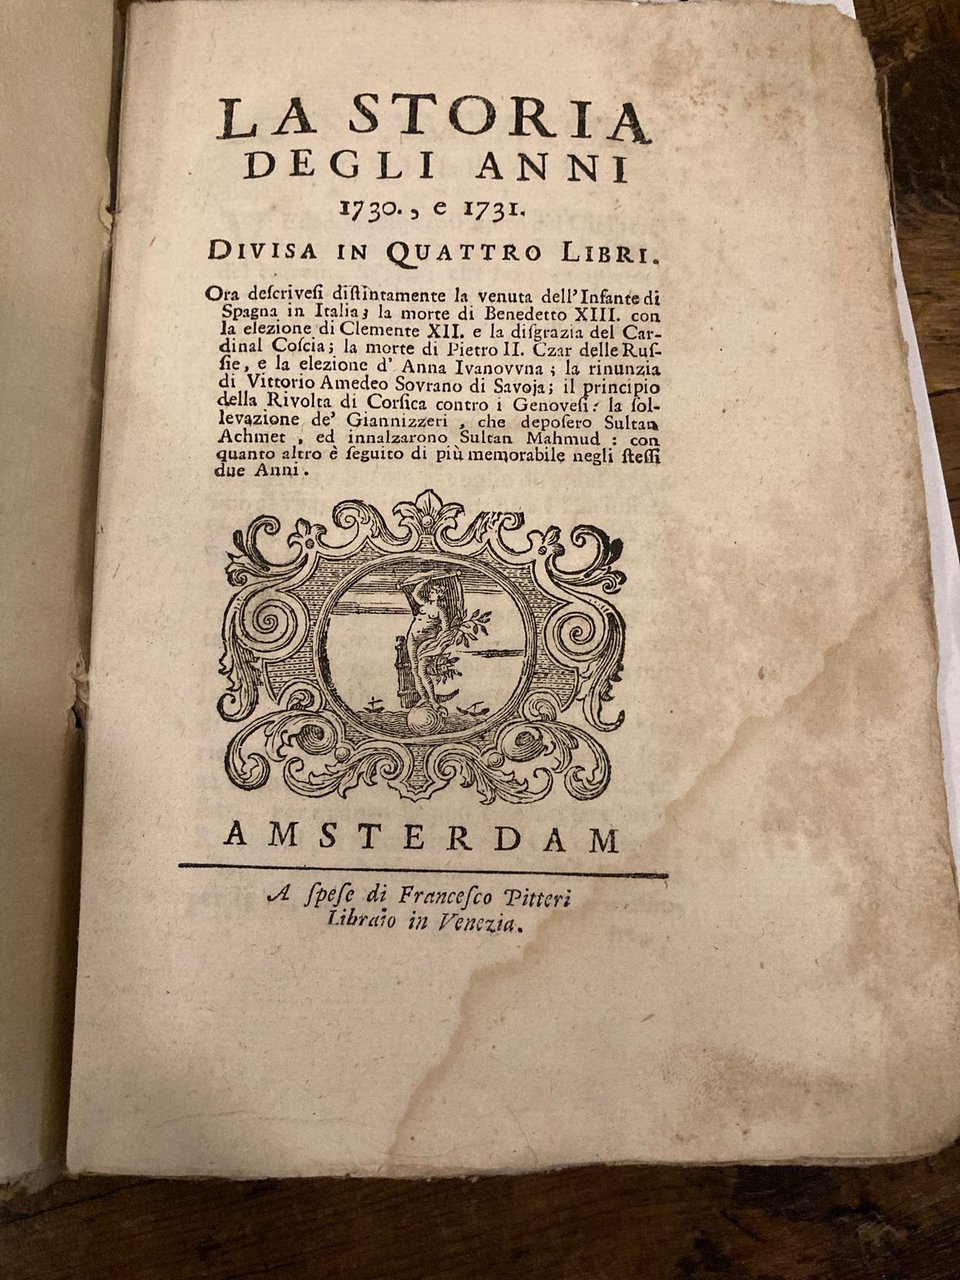 LA STORIA
DEGLI ANNI
1730., e 1731.
DIVISA IN QUATTRO LIBRI.
Ora deſcriveſi diſtintamente la venuta dell'Infante di
Spagna in Italia; la morte di Benedetto XIII. con
la elezione di Clemente XII. e la diſgrazia del Car-
dinal Coſcia; la morte di Pietro II. Czar delle Ruſ-
ſie, e la elezione d' Anna Ivanovvna; la rinunzia
di Vittorio Amedeo Sovrano di Savoja; il principio
della Rivolta di Corſica contro i Genoveſi: la ſol-
levazione de' Giannizzeri, che depoſero Sultan
Achmet, ed innalzarono Sultan Mahmud: con
quanto altro è ſeguito di più memorabile negli ſteſſi
due Anni.
AMSTERDAM
A ſpeſe di Franceſco Pitteri
Libraio in Venezia.